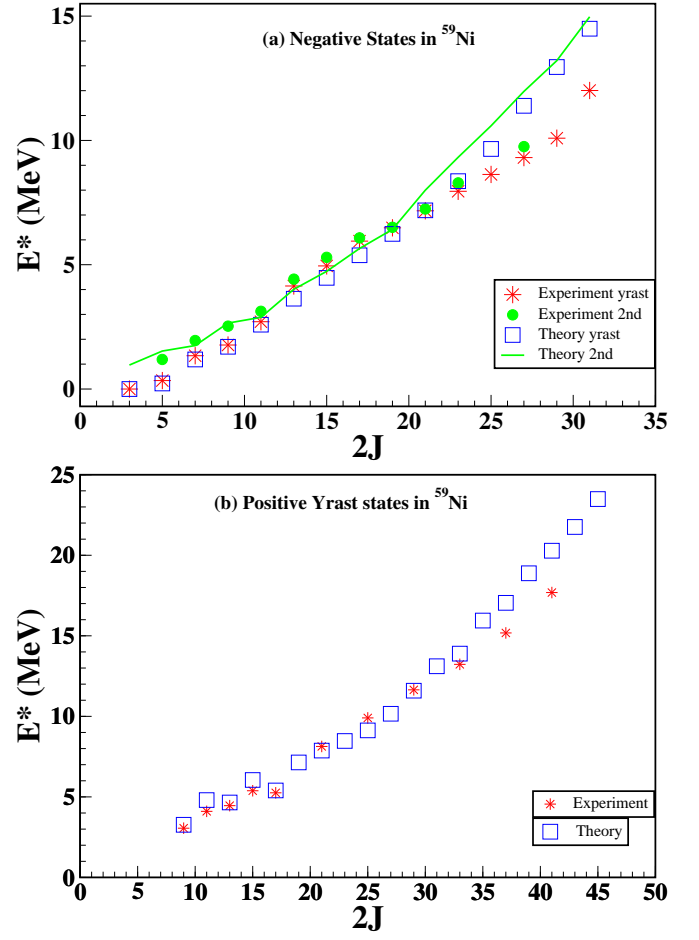 (a) Negative States in ⁵⁹Ni
15
10
5
0
E* (MeV)
Experiment yrast
Experiment 2nd
Theory yrast
Theory 2nd
0 5 10 15 20 25 30 35
2J
(b) Positive Yrast states in ⁵⁹Ni
25
20
15
10
5
0
E* (MeV)
Experiment
Theory
0 5 10 15 20 25 30 35 40 45 50
2J